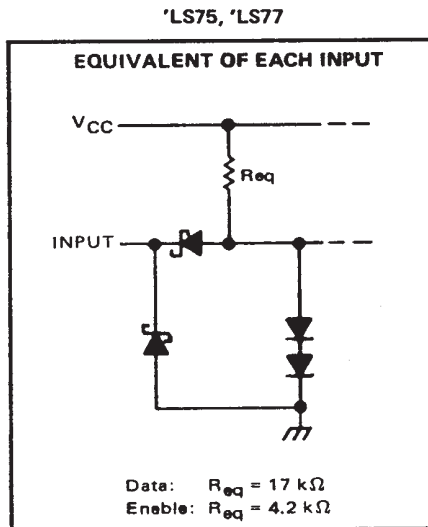 'LS75, 'LS77
EQUIVALENT OF EACH INPUT
VCC
Req
INPUT
Data: Req = 17 kΩ
Enable: Req = 4.2 kΩ